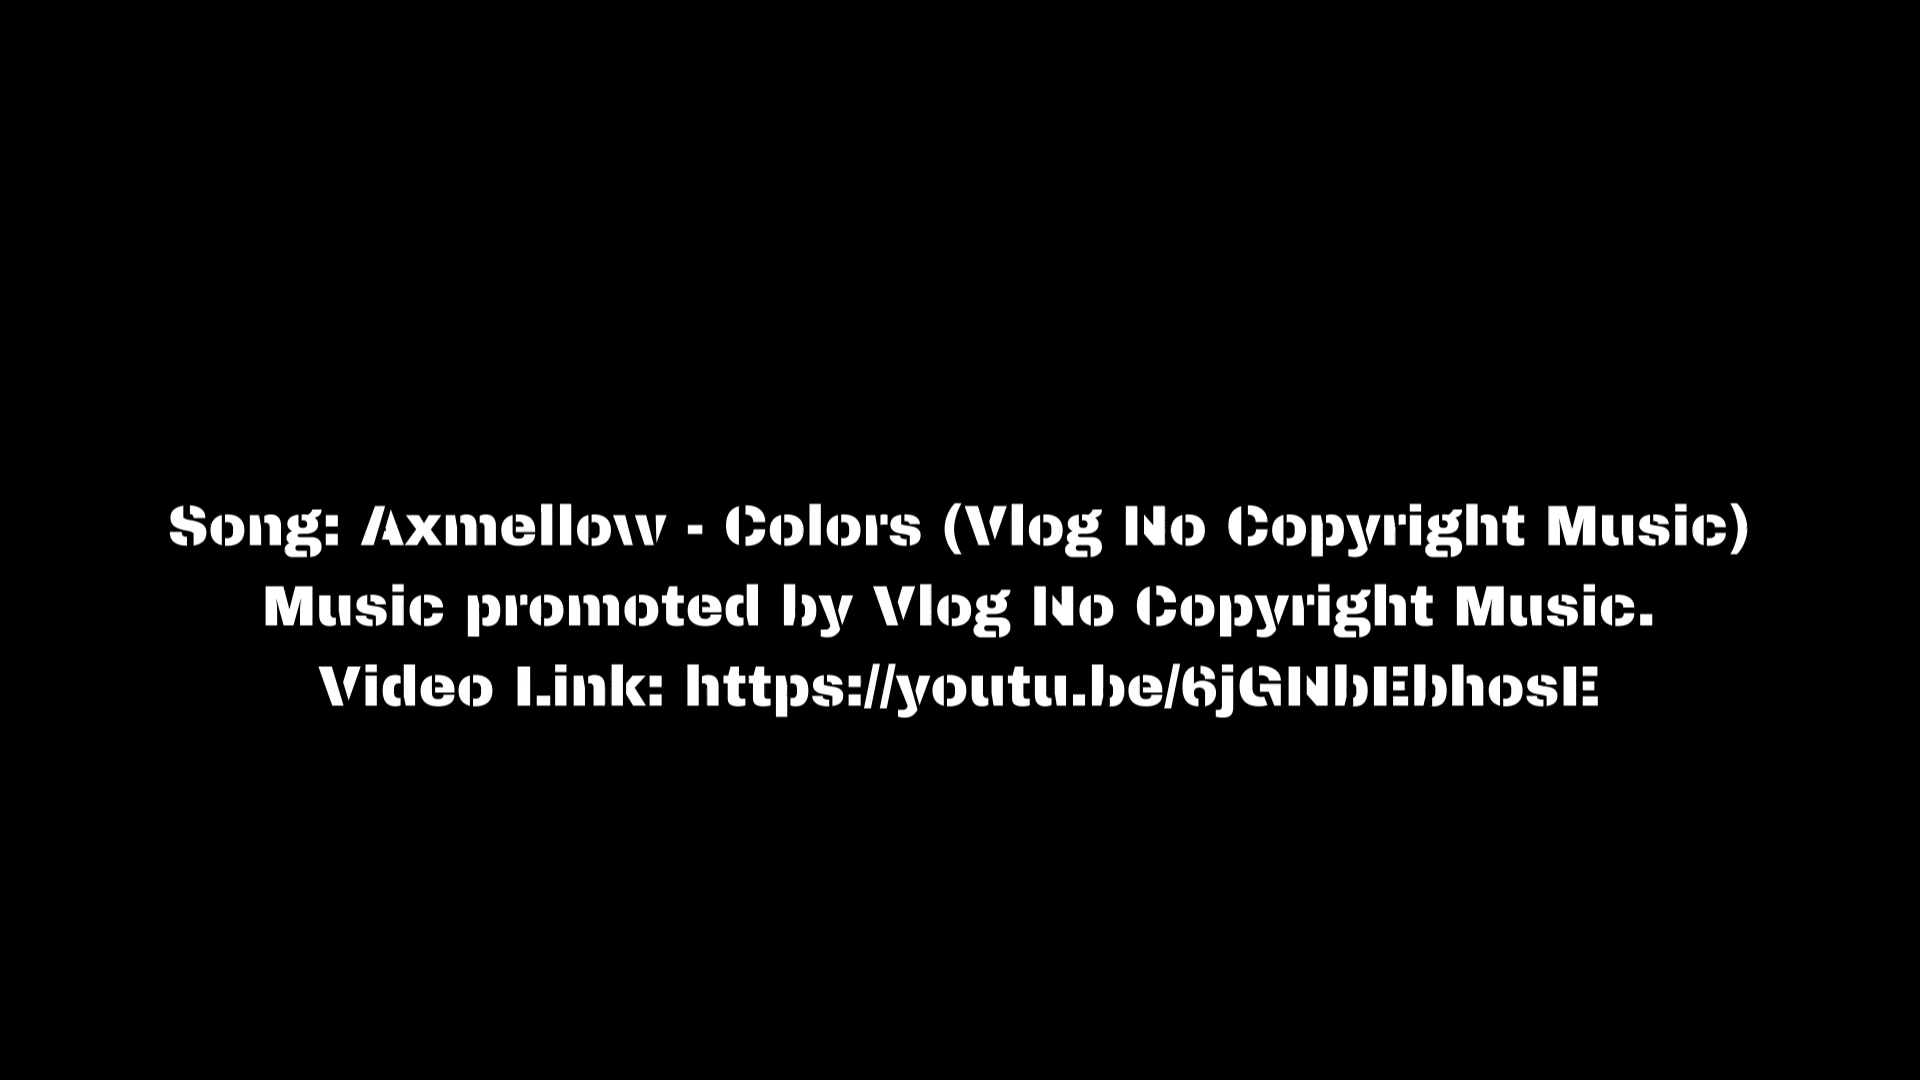 Song: Axmellow - Colors (Vlog No Copyright Music)
Music promoted by Vlog No Copyright Music.
Video Link: https://youtu.be/6jGNbEbhosE